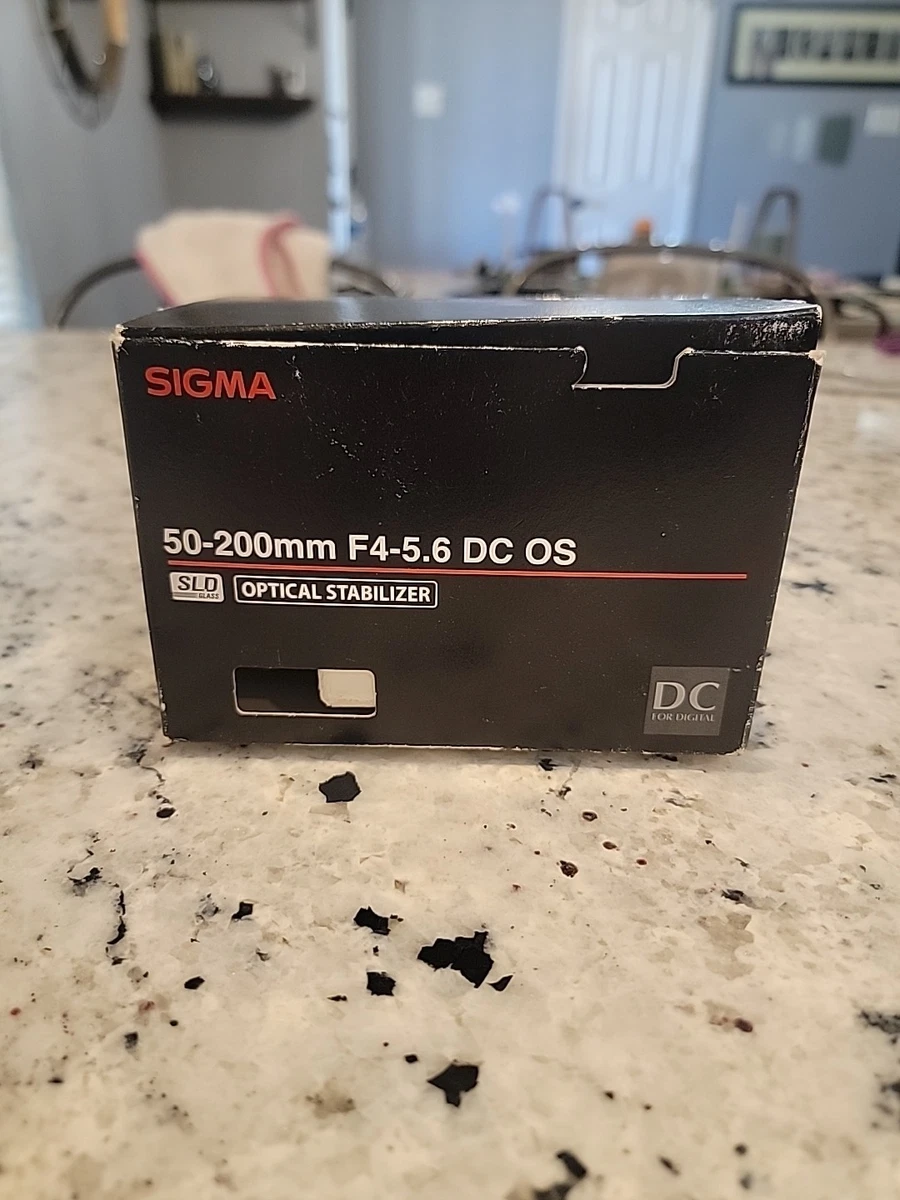 SIGMA
50-200mm F4-5.6 DC OS
SLD GLASS OPTICAL STABILIZER
DC
FOR DIGITAL